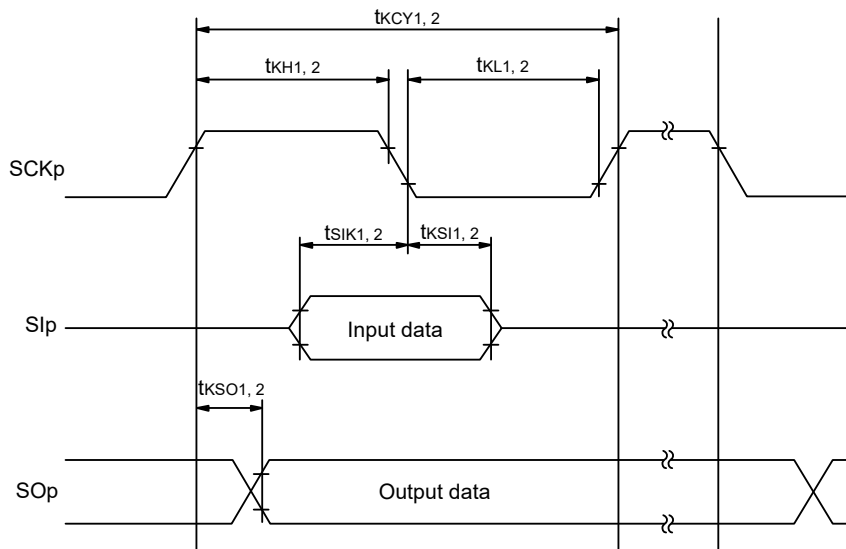 tKCY1, 2
tKH1, 2
tKL1, 2
SCKp
tSIK1, 2
tKSI1, 2
SIp
Input data
tKSO1, 2
SOp
Output data